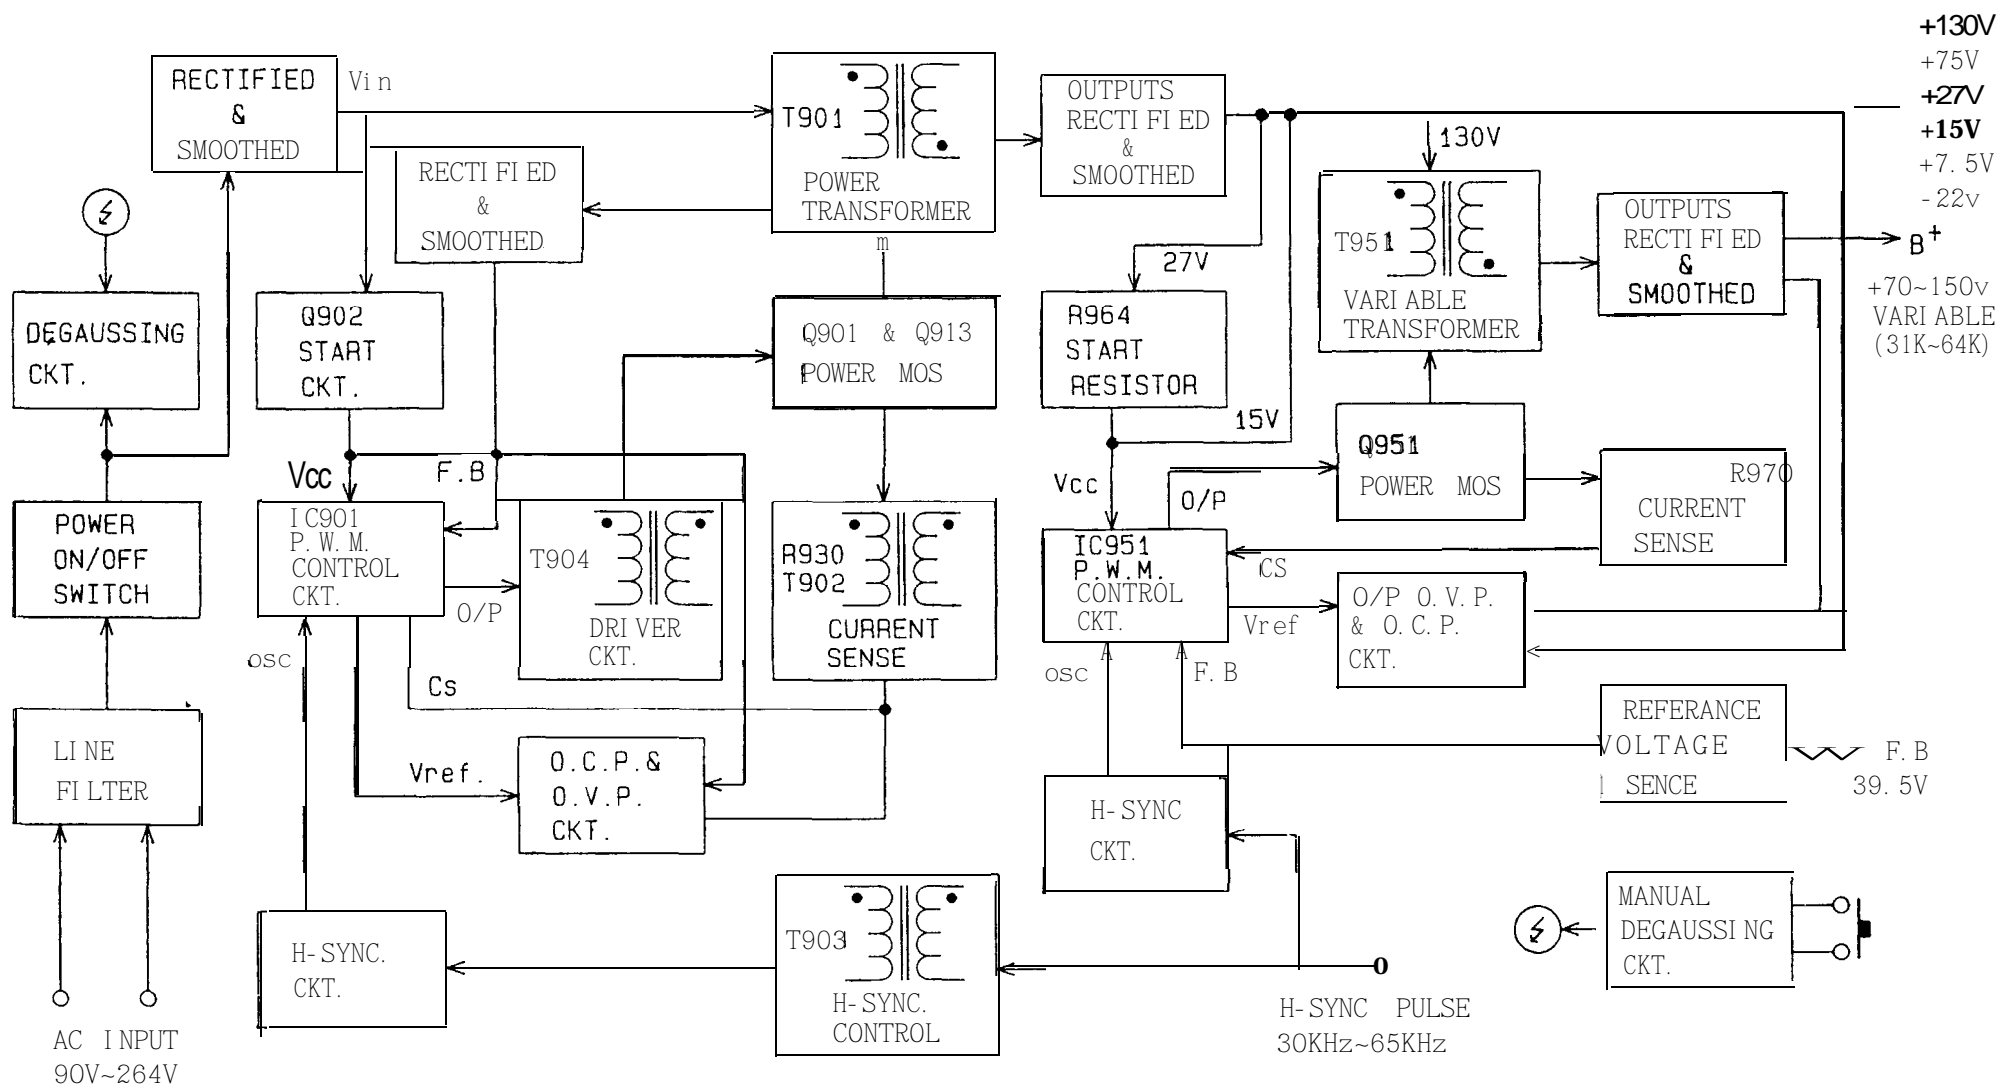 RECTIFIED
&
SMOOTHED
Vin
T901
POWER
TRANSFORMER
m
OUTPUTS
RECTIFIED
&
SMOOTHED
+130V
+75V
+27V
+15V
+7.5V
-22v
RECTIFIED
&
SMOOTHED
130V
T951
VARIABLE
TRANSFORMER
OUTPUTS
RECTIFIED
&
SMOOTHED
B+
+70~150v
VARIABLE
(31K~64K)
DEGAUSSING
CKT.
Q902
START
CKT.
Q901 & Q913
POWER MOS
27V
R964
START
RESISTOR
15V
Q951
POWER MOS
R970
CURRENT
SENSE
Vcc
F.B
POWER
ON/OFF
SWITCH
IC901
P.W.M.
CONTROL
CKT.
O/P
T904
DRIVER
CKT.
R930
T902
CURRENT
SENSE
Vcc
O/P
IC951
P.W.M.
CONTROL
CKT.
CS
Vref
O/P O.V.P.
& O.C.P.
CKT.
osc
Cs
osc
A
A
F.B
LINE
FILTER
Vref.
O.C.P.&
O.V.P.
CKT.
H-SYNC
CKT.
REFERANCE
VOLTAGE
SENCE
F.B
39.5V
H-SYNC.
CKT.
T903
H-SYNC.
CONTROL
0
H-SYNC PULSE
30KHz~65KHz
MANUAL
DEGAUSSING
CKT.
AC INPUT
90V~264V